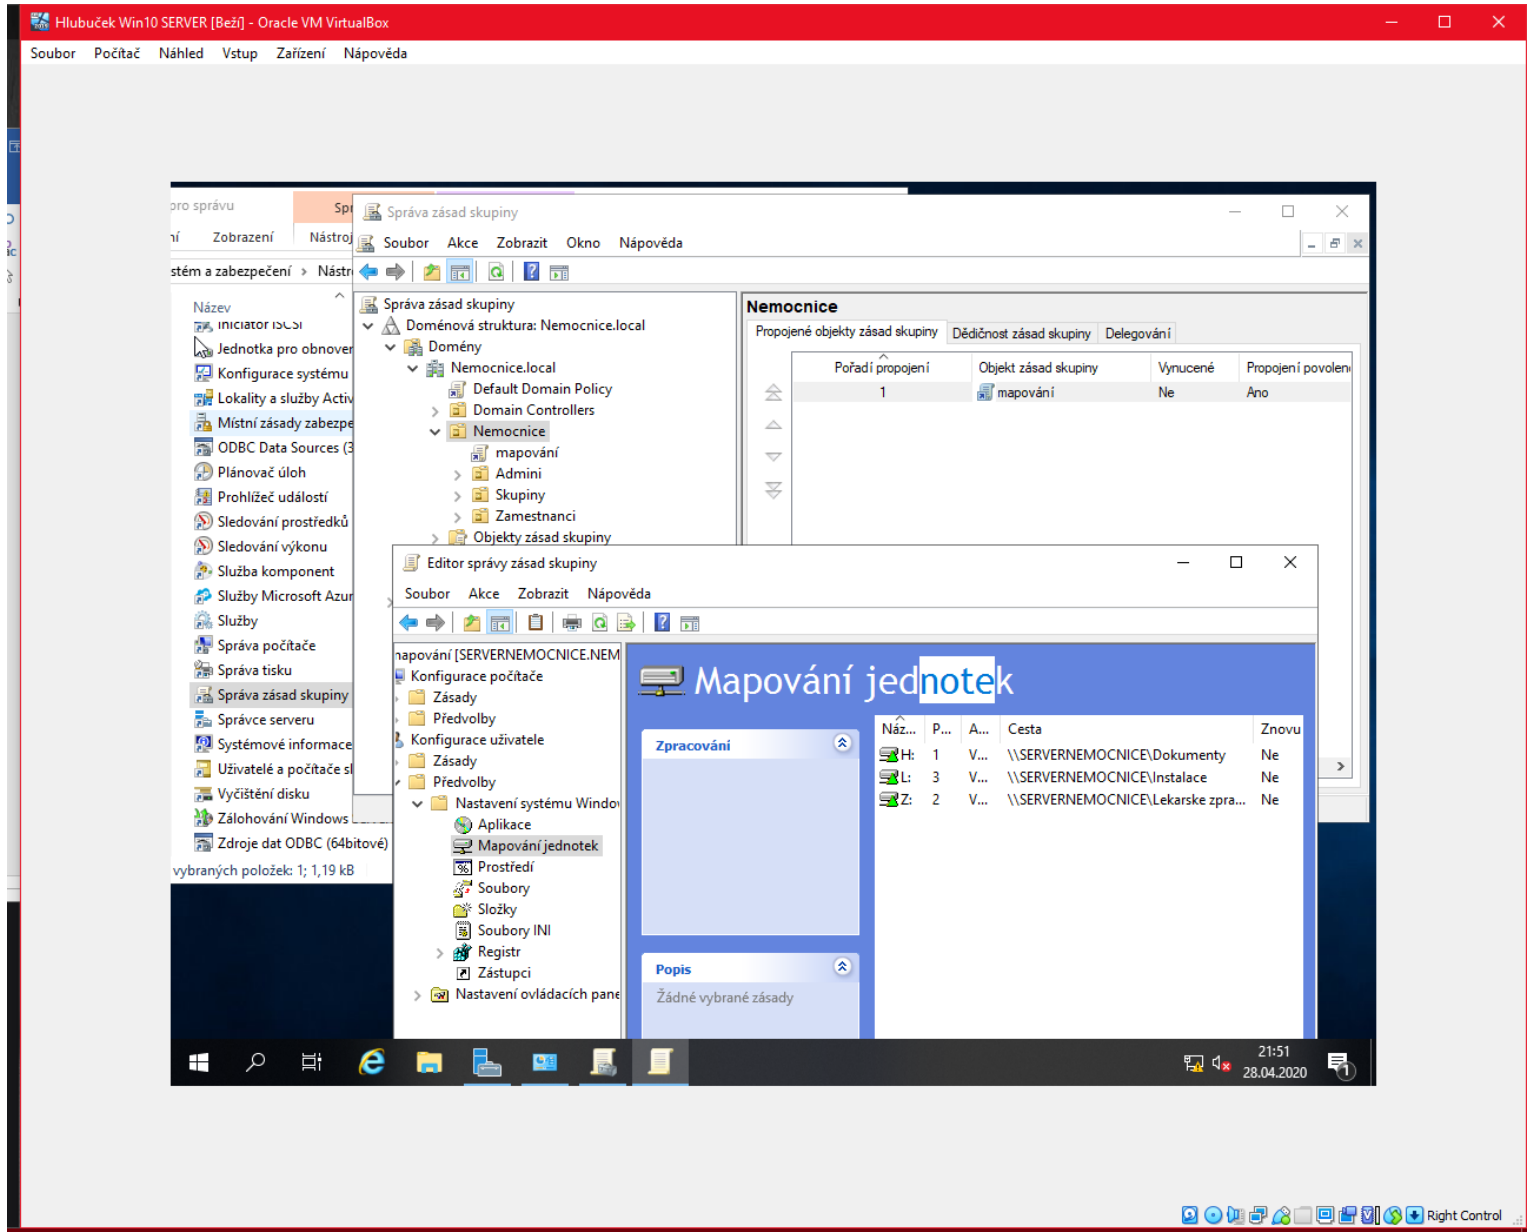 Hlubuček Win10 SERVER [Beží] - Oracle VM VirtualBox
Soubor Počítač Náhled Vstup Zařízení Nápověda
pro správu
Zobrazení Nástroj
stém a zabezpečení > Nástr
Název
Iniciátor iSCSI
Jednotka pro obnover
Konfigurace systému
Lokality a služby Activ
Místní zásady zabezpe
ODBC Data Sources (3
Plánovač úloh
Prohlížeč událostí
Sledování prostředků
Sledování výkonu
Služba komponent
Služby Microsoft Azur
Služby
Správa počítače
Správa tisku
Správa zásad skupiny
Správce serveru
Systémové informace
Uživatelé a počítače sl
Vyčištění disku
Zálohování Windows
Zdroje dat ODBC (64bitové)
vybraných položek: 1; 1,19 kB
Správa zásad skupiny
Soubor Akce Zobrazit Okno Nápověda
Správa zásad skupiny
Doménová struktura: Nemocnice.local
Domény
Nemocnice.local
Default Domain Policy
Domain Controllers
Nemocnice
mapování
Admini
Skupiny
Zamestnanci
Objekty zásad skupiny
Nemocnice
Propojené objekty zásad skupiny Dědičnost zásad skupiny Delegování
Pořadí propojení Objekt zásad skupiny Vynucené Propojení povolen
1 mapování Ne Ano
Editor správy zásad skupiny
Soubor Akce Zobrazit Nápověda
mapování [SERVERNEMOCNICE.NEM
Konfigurace počítače
Zásady
Předvolby
Konfigurace uživatele
Zásady
Předvolby
Nastavení systému Windo
Aplikace
Mapování jednotek
Prostředí
Soubory
Složky
Soubory INI
Registr
Zástupci
Nastavení ovládacích pane
Mapování jednotek
Zpracování
Popis
Žádné vybrané zásady
Náz... P... A... Cesta Znovu
H: 1 V... \\SERVERNEMOCNICE\Dokumenty Ne
L: 3 V... \\SERVERNEMOCNICE\Instalace Ne
Z: 2 V... \\SERVERNEMOCNICE\Lekarske zpra... Ne
21:51
28.04.2020
1
Right Control